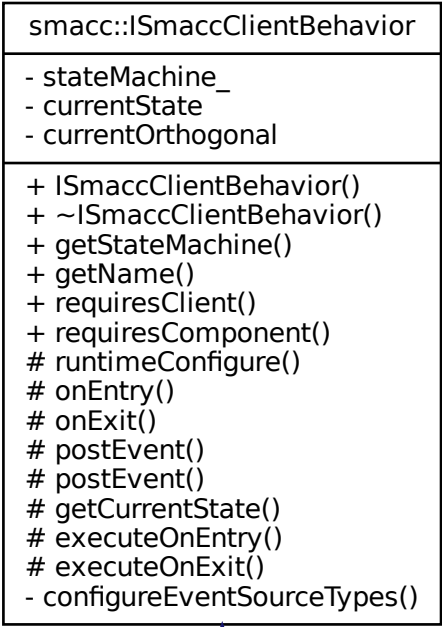 smacc::ISmaccClientBehavior
- stateMachine_
- currentState
- currentOrthogonal
+ ISmaccClientBehavior()
+ ~ISmaccClientBehavior()
+ getStateMachine()
+ getName()
+ requiresClient()
+ requiresComponent()
# runtimeConfigure()
# onEntry()
# onExit()
# postEvent()
# postEvent()
# getCurrentState()
# executeOnEntry()
# executeOnExit()
- configureEventSourceTypes()